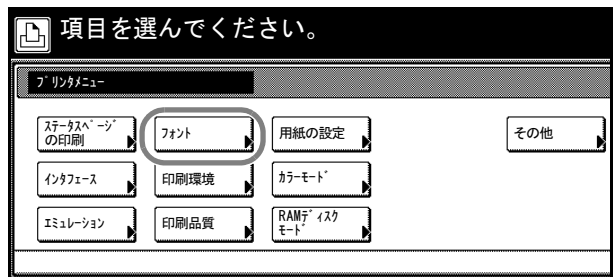 項目を選んでください。
ﾌﾟﾘﾝﾀﾒﾆｭｰ
ｽﾃｰﾀｽﾍﾟｰｼﾞ
の印刷
ﾌｫﾝﾄ
用紙の設定
その他
ｲﾝﾀﾌｪｰｽ
印刷環境
ｶﾗｰﾓｰﾄﾞ
ｴﾐｭﾚｰｼｮﾝ
印刷品質
RAMﾃﾞｨｽｸ
ﾓｰﾄﾞ